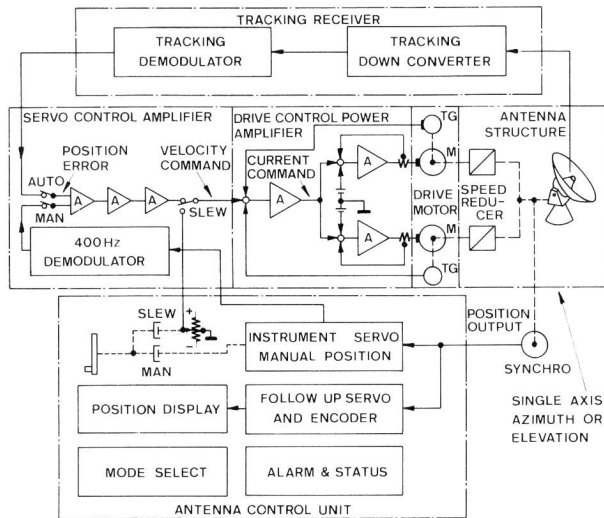 TRACKING RECEIVER
TRACKING
DEMODULATOR
TRACKING
DOWN CONVERTER
SERVO CONTROL AMPLIFIER
DRIVE CONTROL POWER
AMPLIFIER
TG
ANTENNA
STRUCTURE
POSITION
ERROR
VELOCITY
COMMAND
CURRENT
COMMAND
AUTO
MAN
A
A
A
SLEW
A
A
A
M
M
DRIVE
MOTOR
SPEED
REDU-
CER
TG
400Hz
DEMODULATOR
SLEW
+
-
MAN
INSTRUMENT SERVO
MANUAL POSITION
POSITION
OUTPUT
SYNCHRO
POSITION DISPLAY
FOLLOW UP SERVO
AND ENCODER
SINGLE AXIS
AZIMUTH OR
ELEVATION
MODE SELECT
ALARM & STATUS
ANTENNA CONTROL UNIT